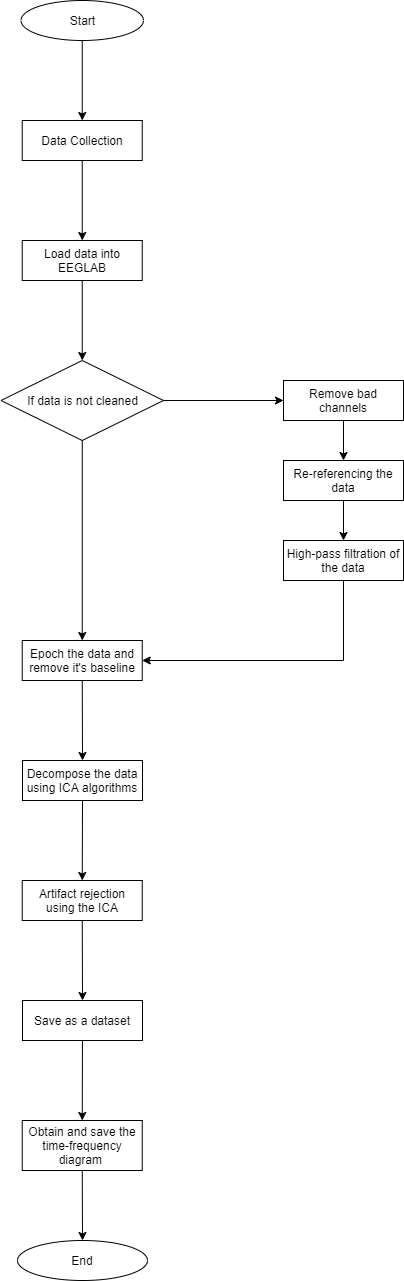 Start
Data Collection
Load data into
EEGLAB
If data is not cleaned
Remove bad
channels
Re-referencing the
data
High-pass filtration of
the data
Epoch the data and
remove it's baseline
Decompose the data
using ICA algorithms
Artifact rejection
using the ICA
Save as a dataset
Obtain and save the
time-frequency
diagram
End